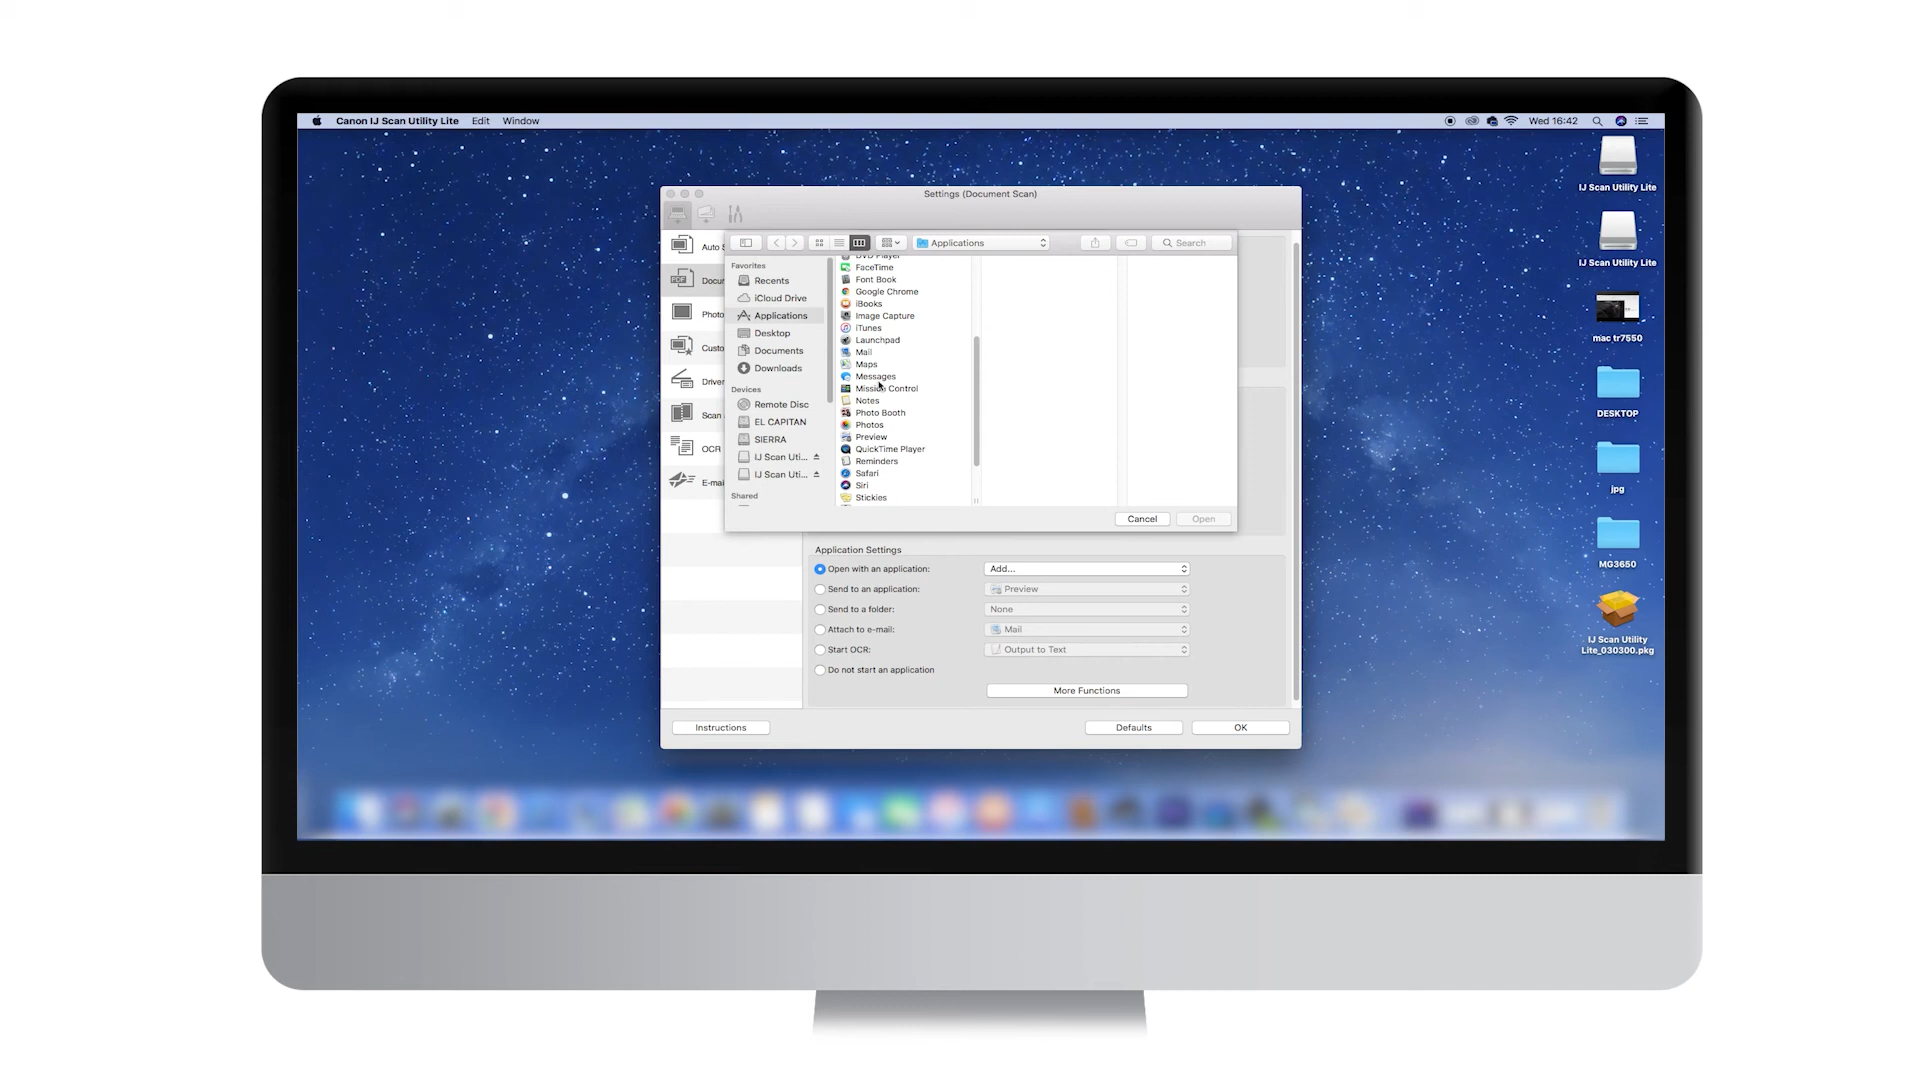 Canon IJ Scan Utility Lite Edit Window
Wed 16:42
IJ Scan Utility Lite
IJ Scan Utility Lite
mac tr7550
DESKTOP
jpg
MG3650
IJ Scan Utility
Lite_030300.pkg
Settings (Document Scan)
Auto S
Docur
Photo
Custo
Driver
Scan
OCR
E-mai
Applications
Search
Favorites
Recents
iCloud Drive
Applications
Desktop
Documents
Downloads
Devices
Remote Disc
EL CAPITAN
SIERRA
IJ Scan Uti...
IJ Scan Uti...
Shared
DVD Player
FaceTime
Font Book
Google Chrome
iBooks
Image Capture
iTunes
Launchpad
Mail
Maps
Messages
Mission Control
Notes
Photo Booth
Photos
Preview
QuickTime Player
Reminders
Safari
Siri
Stickies
Cancel Open
Application Settings
Open with an application: Add...
Send to an application: Preview
Send to a folder: None
Attach to e-mail: Mail
Start OCR: Output to Text
Do not start an application
More Functions
Instructions Defaults OK